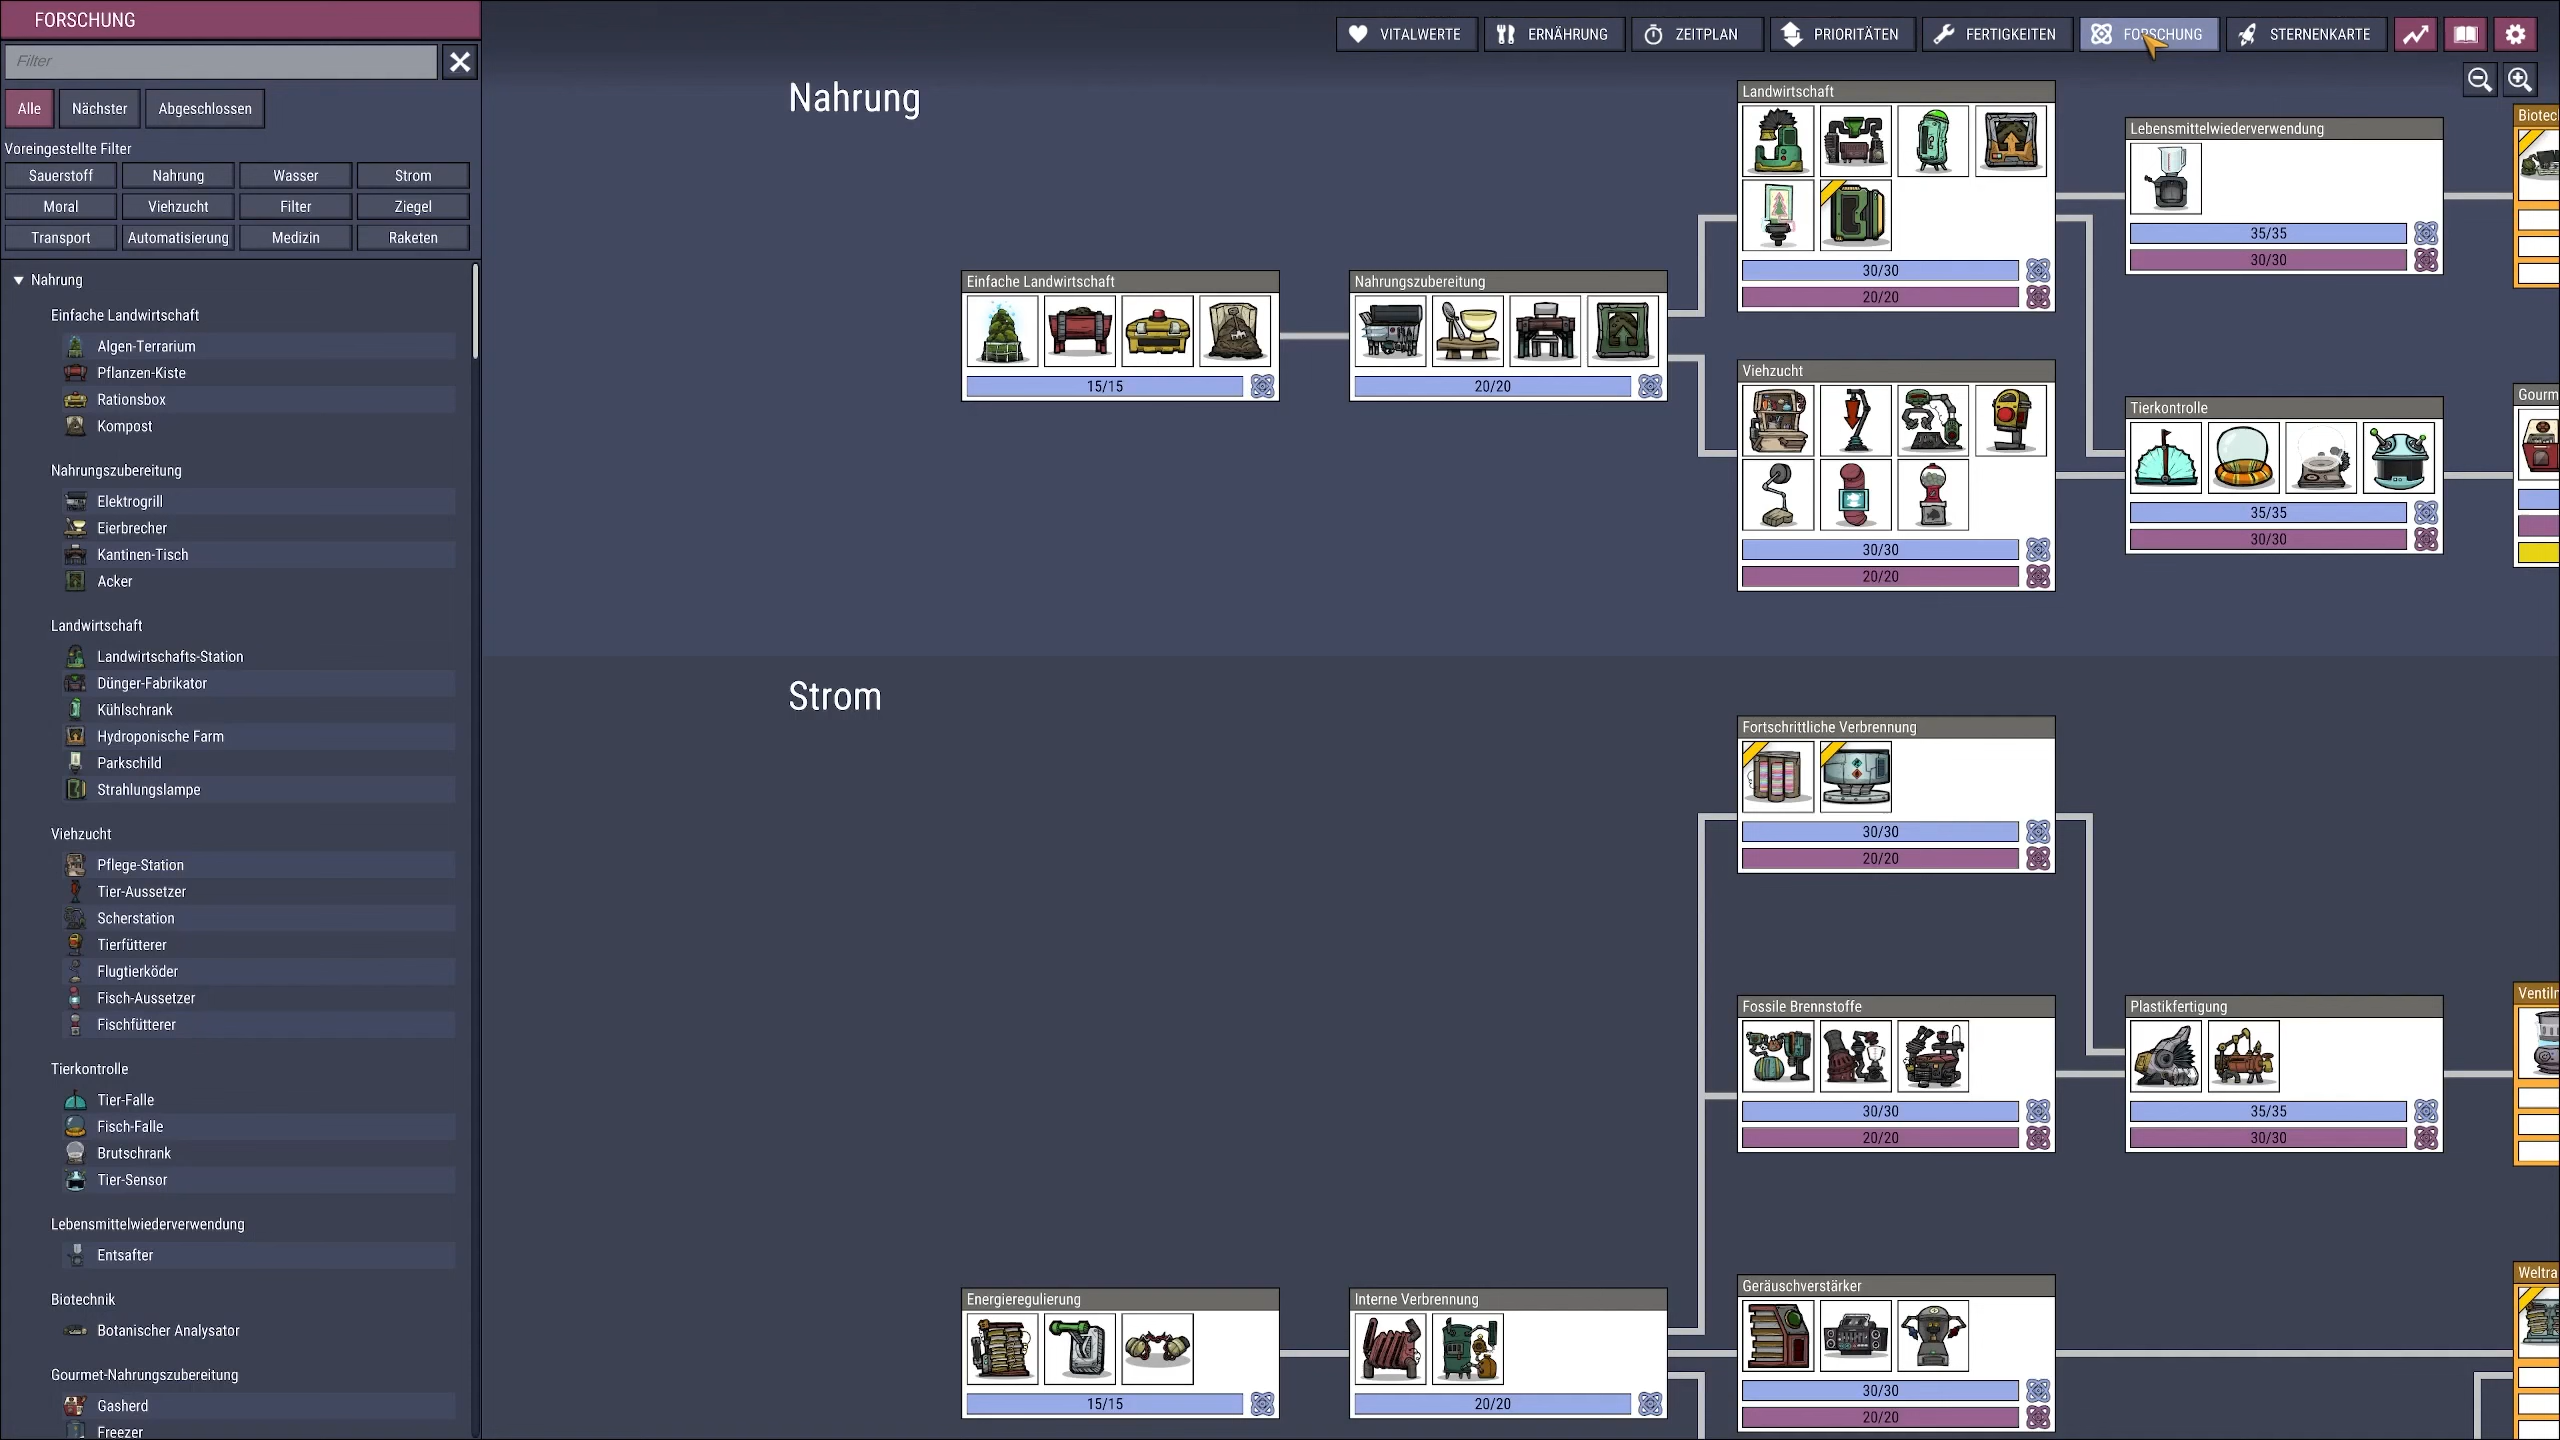 FORSCHUNG
VITALWERTE ERNÄHRUNG ZEITPLAN PRIORITÄTEN FERTIGKEITEN FORSCHUNG STERNENKARTE
Filter
Alle Nächster Abgeschlossen
Voreingestellte Filter
Sauerstoff Nahrung Wasser Strom
Moral Viehzucht Filter Ziegel
Transport Automatisierung Medizin Raketen
Nahrung
Einfache Landwirtschaft
Algen-Terrarium
Pflanzen-Kiste
Rationsbox
Kompost
Nahrungszubereitung
Elektrogrill
Eierbrecher
Kantinen-Tisch
Acker
Landwirtschaft
Landwirtschafts-Station
Dünger-Fabrikator
Kühlschrank
Hydroponische Farm
Parkschild
Strahlungslampe
Viehzucht
Pflege-Station
Tier-Aussetzer
Scherstation
Tierfütterer
Flugtierköder
Fisch-Aussetzer
Fischfütterer
Tierkontrolle
Tier-Falle
Fisch-Falle
Brutschrank
Tier-Sensor
Lebensmittelwiederverwendung
Entsafter
Biotechnik
Botanischer Analysator
Gourmet-Nahrungszubereitung
Gasherd
Freezer
Nahrung
Einfache Landwirtschaft
15/15
Nahrungszubereitung
20/20
Landwirtschaft
30/30
20/20
Viehzucht
30/30
20/20
Lebensmittelwiederverwendung
35/35
30/30
Tierkontrolle
35/35
30/30
Biotec
Gourm
Strom
Energieregulierung
15/15
Interne Verbrennung
20/20
Fortschrittliche Verbrennung
30/30
20/20
Fossile Brennstoffe
30/30
20/20
Geräuschverstärker
30/30
20/20
Plastikfertigung
35/35
30/30
Weltra